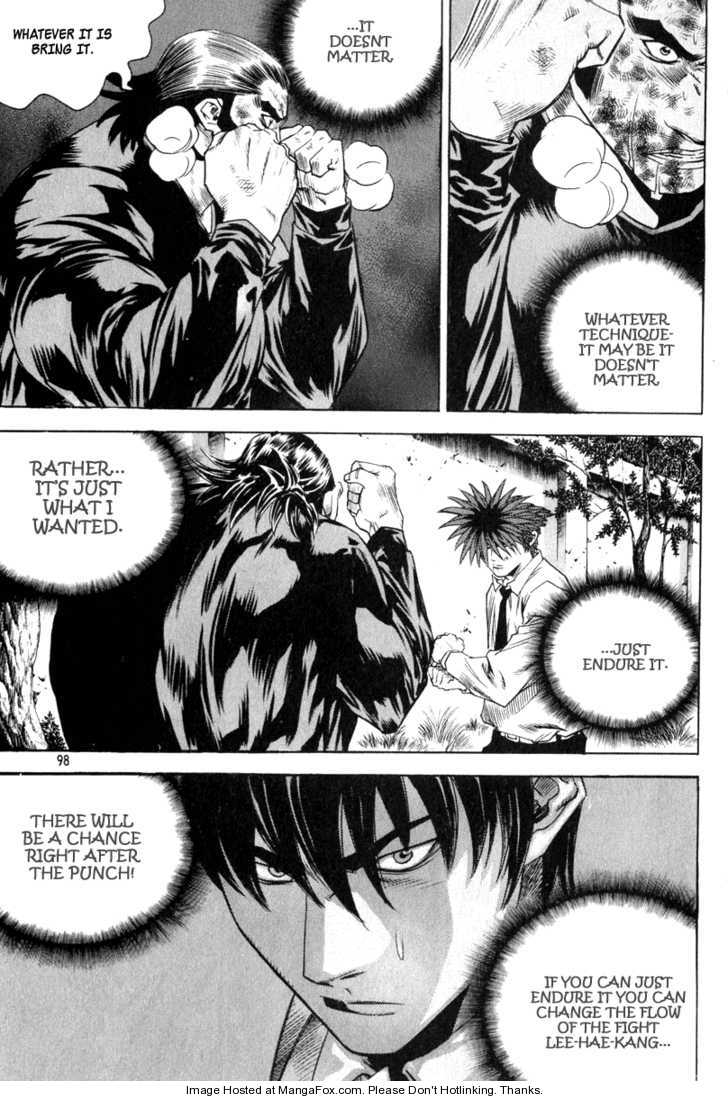 WHATEVER IT IS
BRING IT.
...IT
DOESNT
MATTER.
WHATEVER
TECHNIQUE-
IT MAY BE IT
DOESN'T
MATTER.
RATHER...
IT'S JUST
WHAT I
WANTED.
...JUST
ENDURE IT.
98
THERE WILL
BE A CHANCE
RIGHT AFTER
THE PUNCH!
IF YOU CAN JUST
ENDURE IT YOU CAN
CHANGE THE FLOW
OF THE FIGHT
LEE-HAE-KANG...
Image Hosted at MangaFox.com. Please Don't Hotlinking. Thanks.